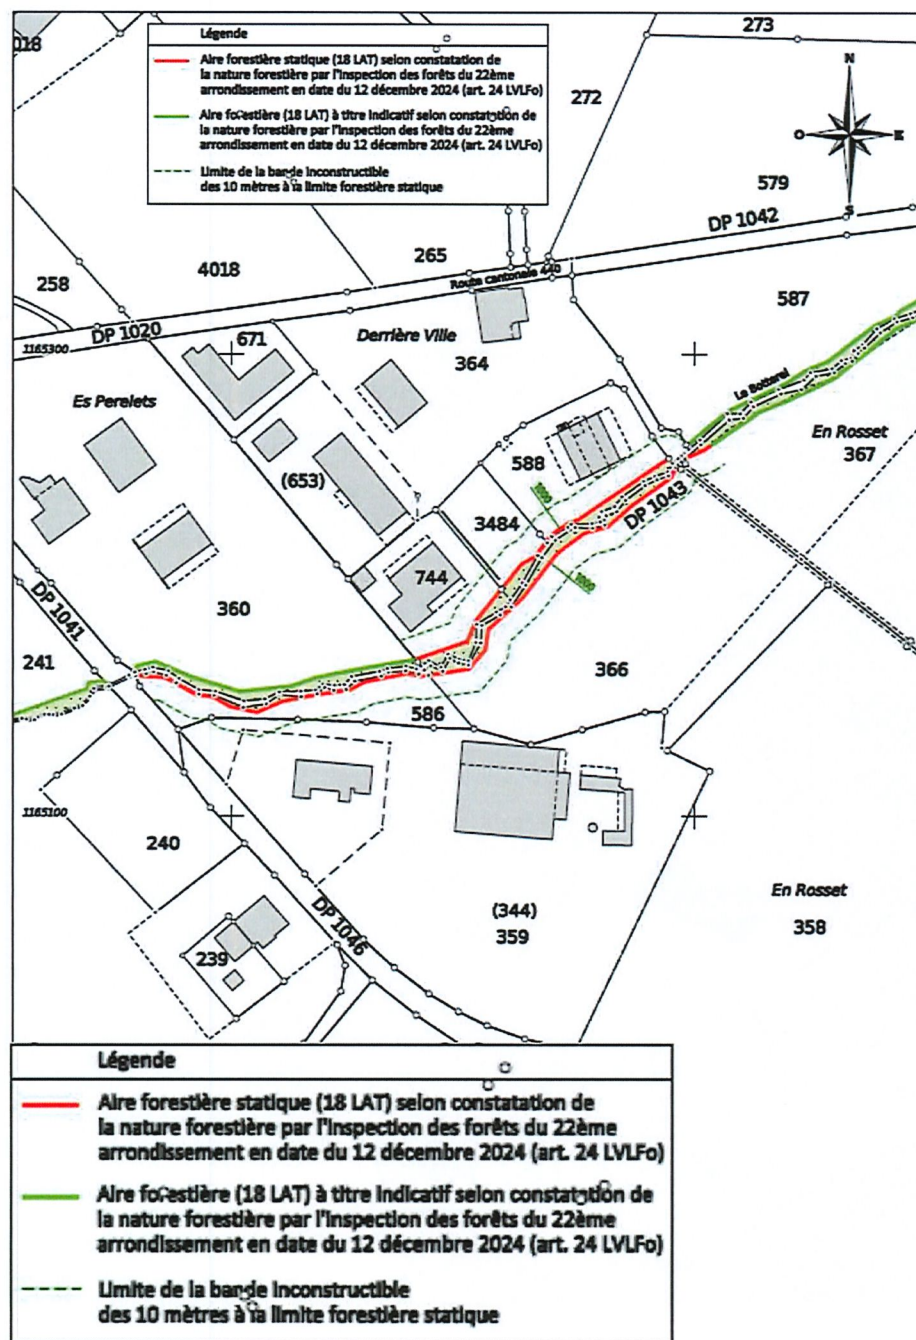 018
Légende
Aire forestière statique (18 LAT) selon constatation de
la nature forestière par l'Inspection des forêts du 22ème
arrondissement en date du 12 décembre 2024 (art. 24 LVLFo)
Aire forestière (18 LAT) à titre indicatif selon constatation de
la nature forestière par l'Inspection des forêts du 22ème
arrondissement en date du 12 décembre 2024 (art. 24 LVLFo)
Limite de la bande inconstructible
des 10 mètres à la limite forestière statique
273
272
N
O
E
S
579
DP 1042
265
4018
258
Route cantonale 440
587
DP 1020
1165300
671
Derrière Ville
364
Es Perelets
Le Botterel
En Rosset
367
588
(653)
3484
1000
DP 1043
744
1000
360
DP 1041
241
366
586
1165100
240
En Rosset
358
(344)
359
DP 1046
239
Légende
Aire forestière statique (18 LAT) selon constatation de
la nature forestière par l'Inspection des forêts du 22ème
arrondissement en date du 12 décembre 2024 (art. 24 LVLFo)
Aire forestière (18 LAT) à titre indicatif selon constatation de
la nature forestière par l'Inspection des forêts du 22ème
arrondissement en date du 12 décembre 2024 (art. 24 LVLFo)
Limite de la bande inconstructible
des 10 mètres à la limite forestière statique